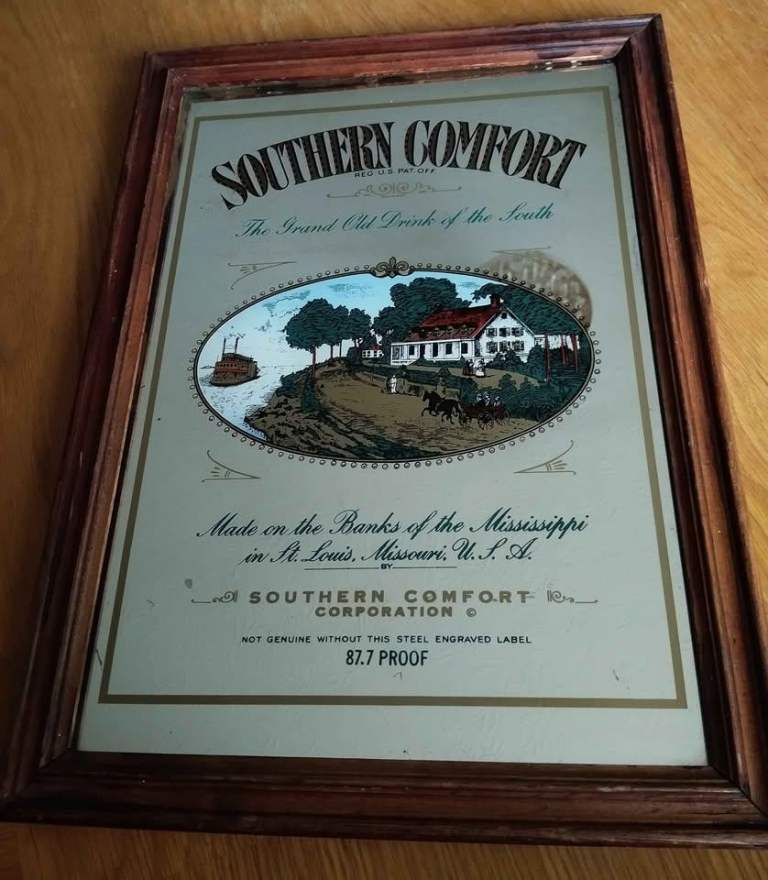 SOUTHERN COMFORT
REG. U.S. PAT. OFF.
The Grand Old Drink of the South
Made on the Banks of the Mississippi
in St. Louis, Missouri, U. S. A.
BY
SOUTHERN COMFORT
CORPORATION ©
NOT GENUINE WITHOUT THIS STEEL ENGRAVED LABEL
87.7 PROOF